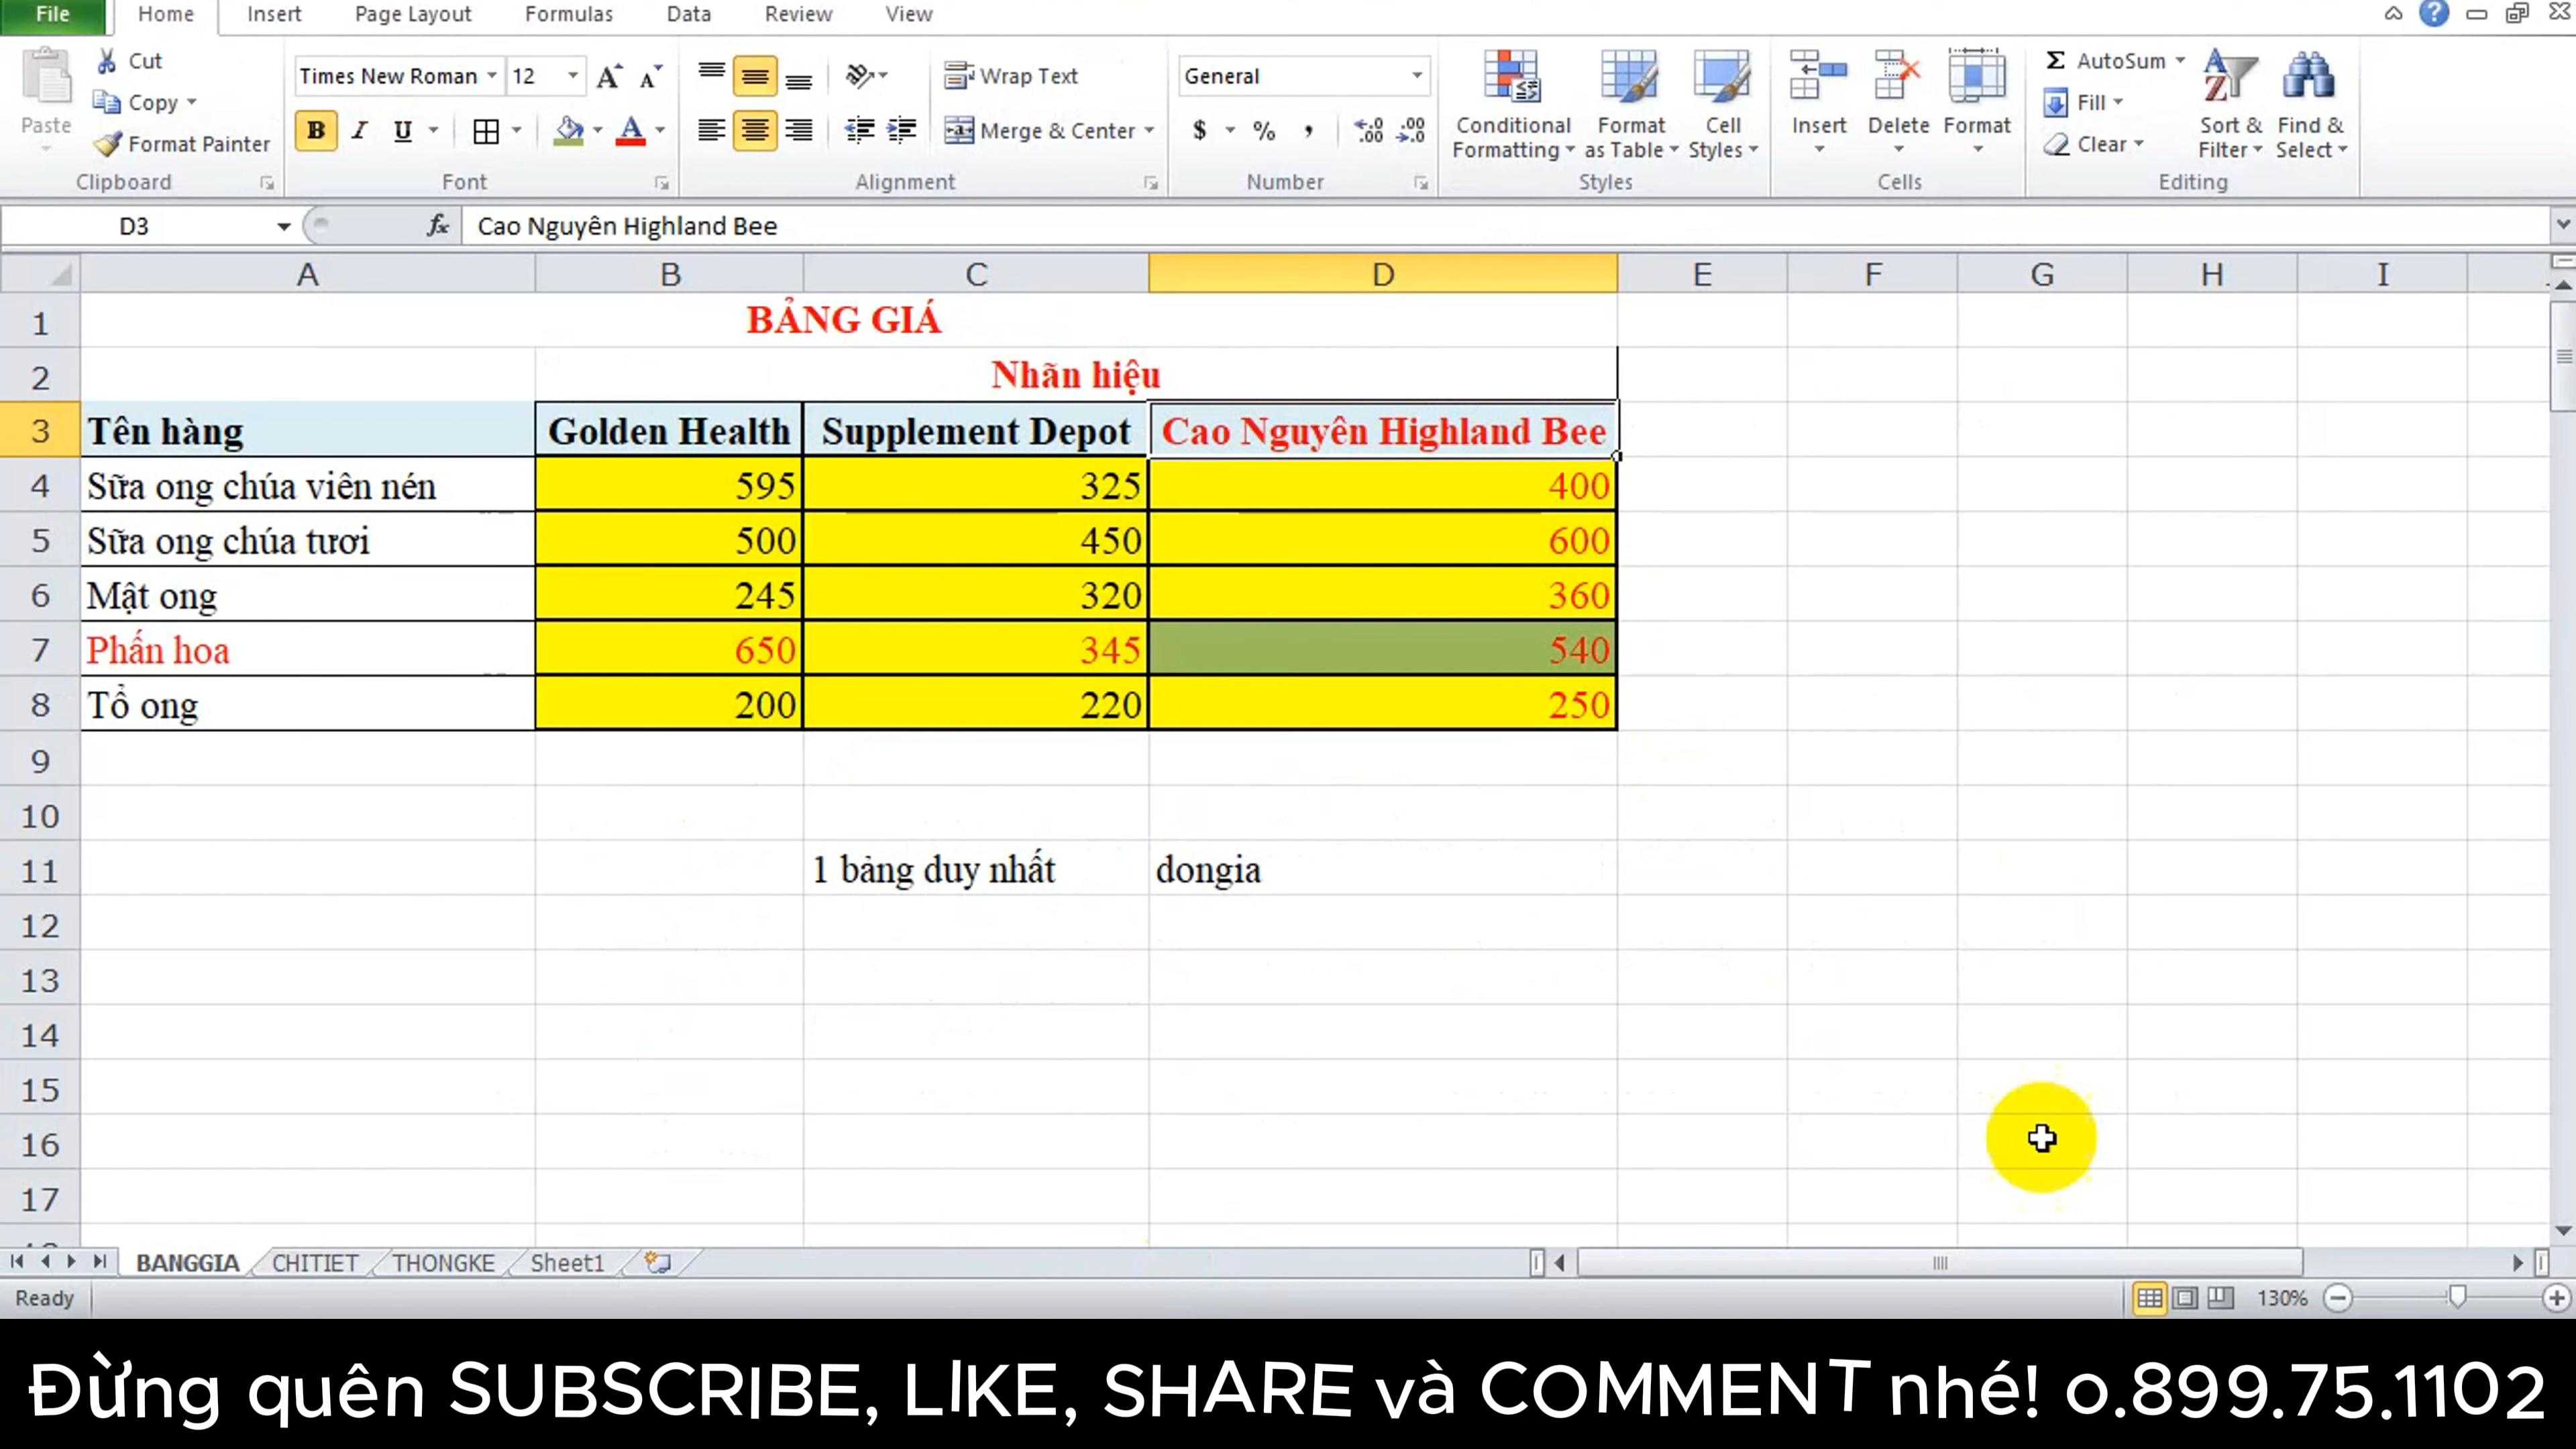 File Home Insert Page Layout Formulas Data Review View
Cut
Copy
Format Painter
Paste
Clipboard
Times New Roman 12
B I U
Font
Wrap Text
Merge & Center
Alignment
General
$ % ,
Number
Conditional Formatting
Format as Table
Cell Styles
Styles
Insert Delete Format
Cells
AutoSum
Fill
Clear
Sort & Filter
Find & Select
Editing
D3 fx Cao Nguyên Highland Bee
A B C D E F G H I
1 BẢNG GIÁ
2 Nhãn hiệu
3 Tên hàng Golden Health Supplement Depot Cao Nguyên Highland Bee
4 Sữa ong chúa viên nén 595 325 400
5 Sữa ong chúa tươi 500 450 600
6 Mật ong 245 320 360
7 Phấn hoa 650 345 540
8 Tổ ong 200 220 250
9
10
11 1 bảng duy nhất dongia
12
13
14
15
16
17
BANGGIA CHITIET THONGKE Sheet1
Ready 130%
Đừng quên SUBSCRIBE, LIKE, SHARE và COMMENT nhé! 0.899.75.1102